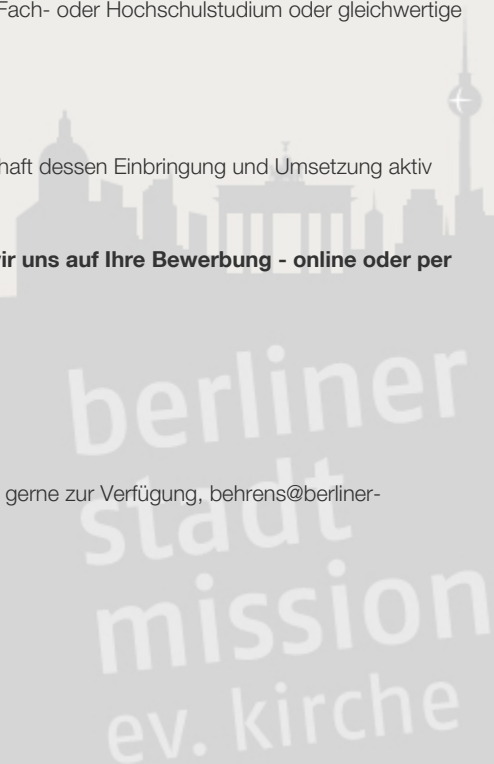 Fach- oder Hochschulstudium oder gleichwertige
haft dessen Einbringung und Umsetzung aktiv
ir uns auf Ihre Bewerbung - online oder per
gerne zur Verfügung, behrens@berliner-
berliner
stadt
mission
ev. kirche